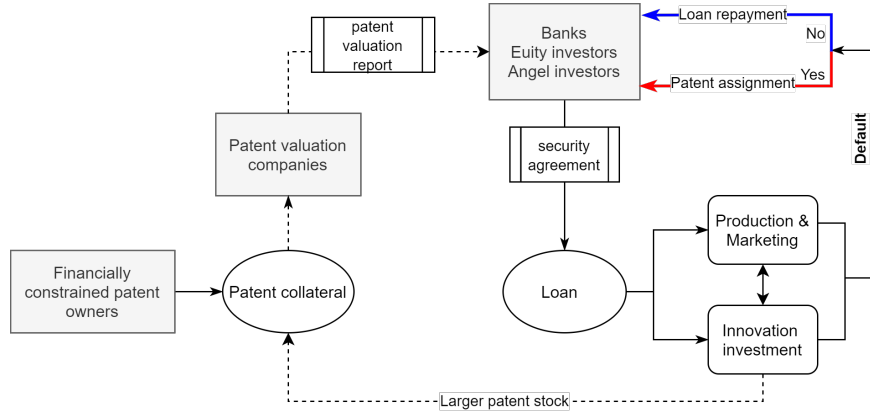 patent
valuation
report
Banks
Euity investors
Angel investors
Loan repayment
No
Yes
Patent assignment
Default
Patent valuation
companies
security
agreement
Production &
Marketing
Financially
constrained patent
owners
Patent collateral
Loan
Innovation
investment
Larger patent stock